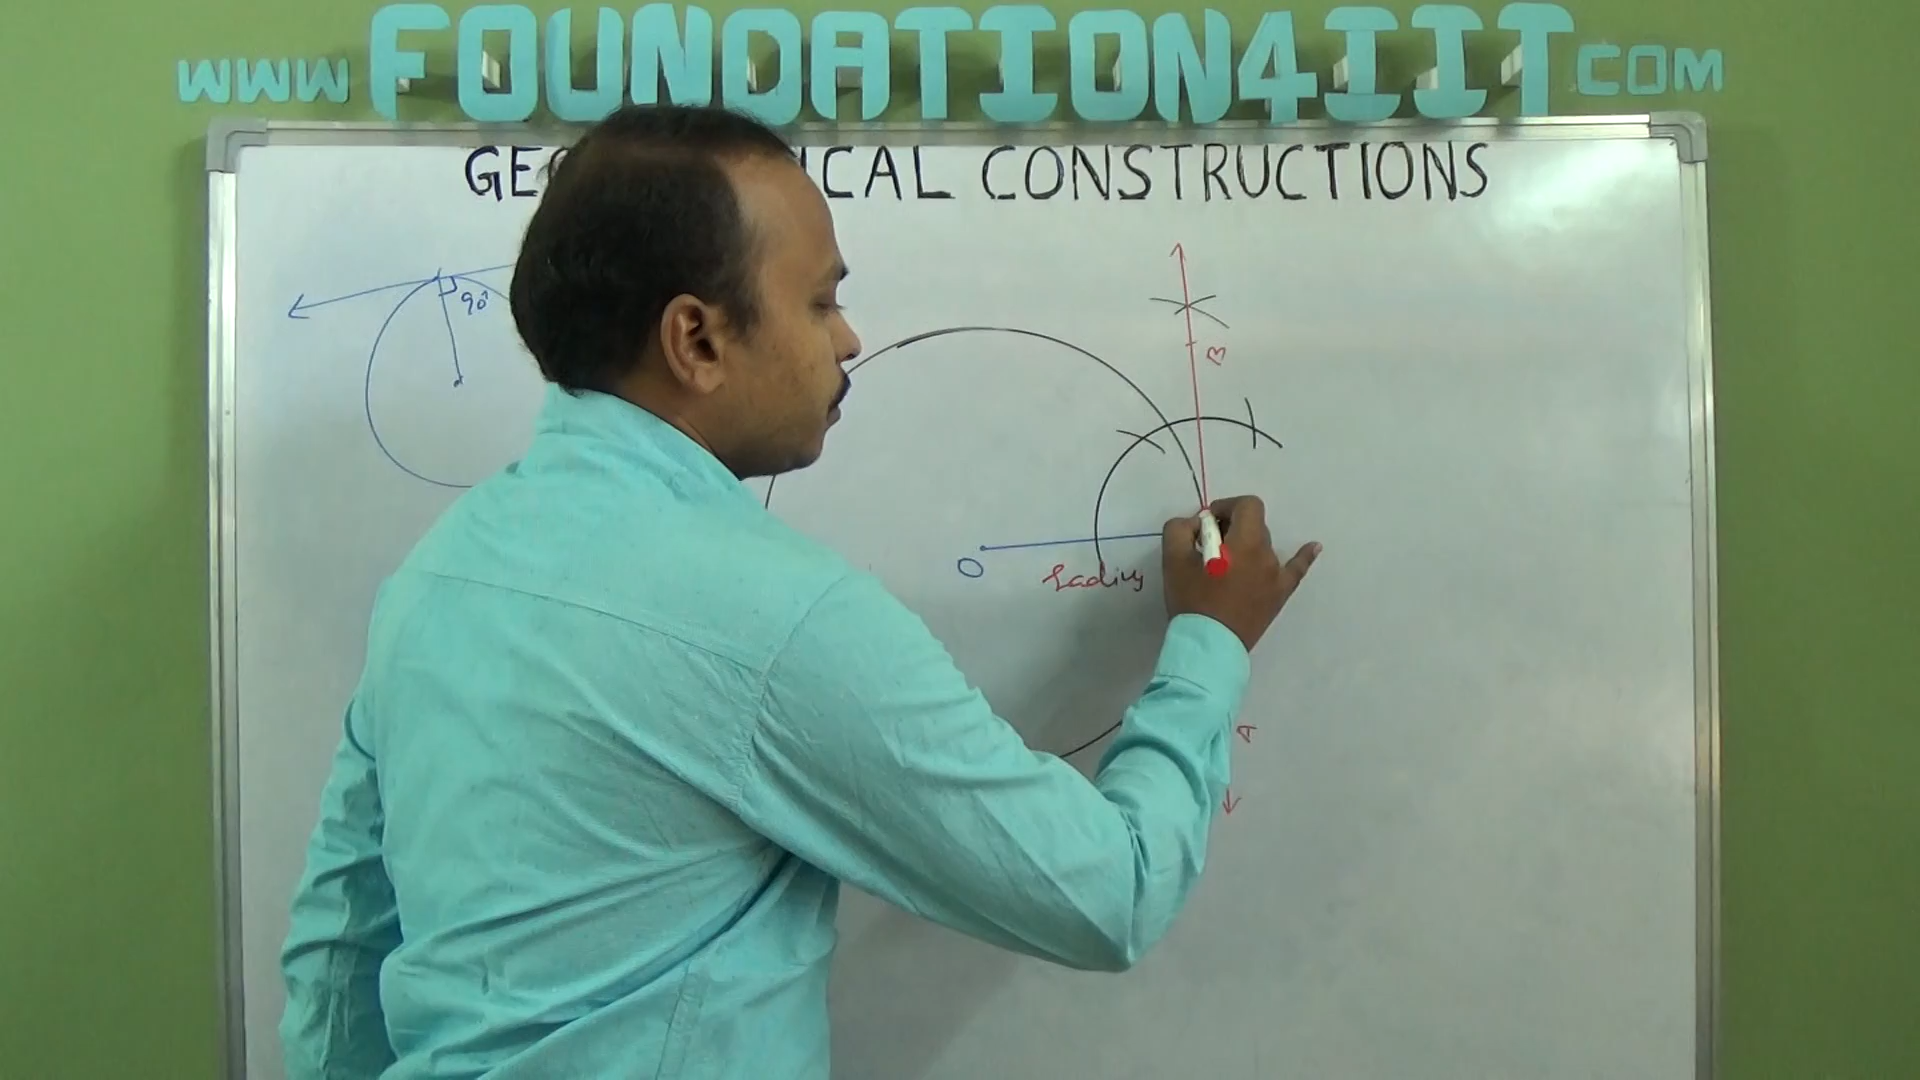 WWW FOUNDATION4IIT.COM
GE ICAL CONSTRUCTIONS
90°
B
O
radius
A